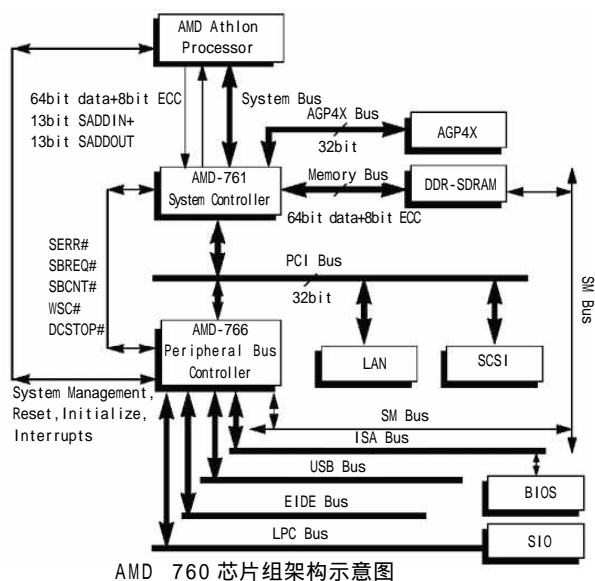 AMD Athlon
Processor
64bit data+8bit ECC
13bit SADDIN+
13bit SADDOUT
System Bus
AGP4X Bus
32bit
AGP4X
AMD-761
System Controller
Memory Bus
64bit data+8bit ECC
DDR-SDRAM
SERR#
SBREQ#
SBCNT#
WSC#
DCSTOP#
PCI Bus
32bit
SM Bus
AMD-766
Peripheral Bus
Controller
LAN
SCSI
System Management,
Reset,Initialize,
Interrupts
SM Bus
ISA Bus
USB Bus
BIOS
EIDE Bus
LPC Bus
SIO
AMD 760 芯片组架构示意图